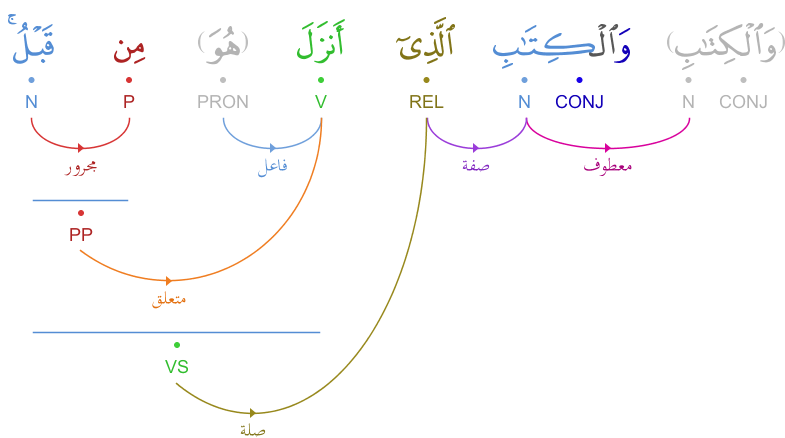 (وَٱلْكِتَٰبِ) وَٱلْكِتَٰبِ ٱلَّذِىٓ أَنزَلَ (هُوَ) مِن قَبْلُ ۚ
N P PRON V REL N CONJ N CONJ
مجرور فاعل صفة معطوف
PP
متعلق
VS
صلة